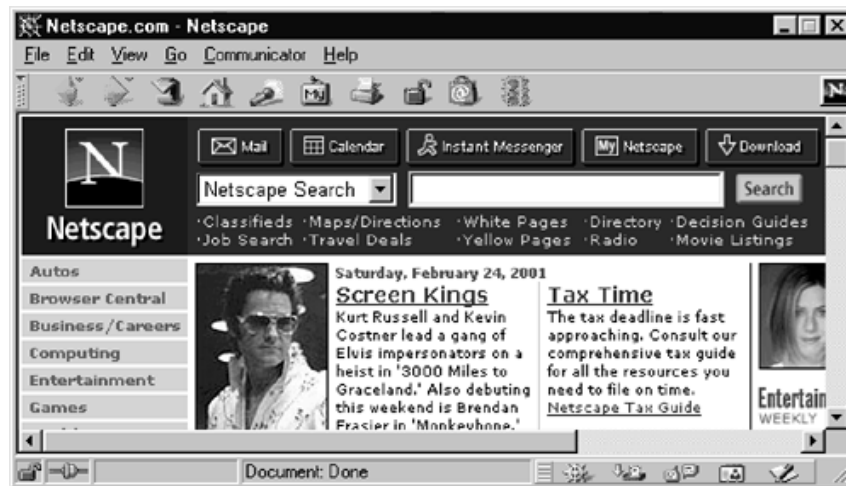 Netscape.com - Netscape
File Edit View Go Communicator Help
My
N
N
Netscape
Mail Calendar Instant Messenger My Netscape Download
Netscape Search Search
·Classifieds ·Maps/Directions ·White Pages ·Directory ·Decision Guides
·Job Search ·Travel Deals ·Yellow Pages ·Radio ·Movie Listings
Autos
Browser Central
Business/Careers
Computing
Entertainment
Games
Saturday, February 24, 2001
Screen Kings
Kurt Russell and Kevin
Costner lead a gang of
Elvis impersonators on a
heist in '3000 Miles to
Graceland.' Also debuting
this weekend is Brendan
Frasier in 'Monkeybone.'
Tax Time
The tax deadline is fast
approaching. Consult our
comprehensive tax guide
for all the resources you
need to file on time.
Netscape Tax Guide
Entertain
WEEKLY
Document: Done